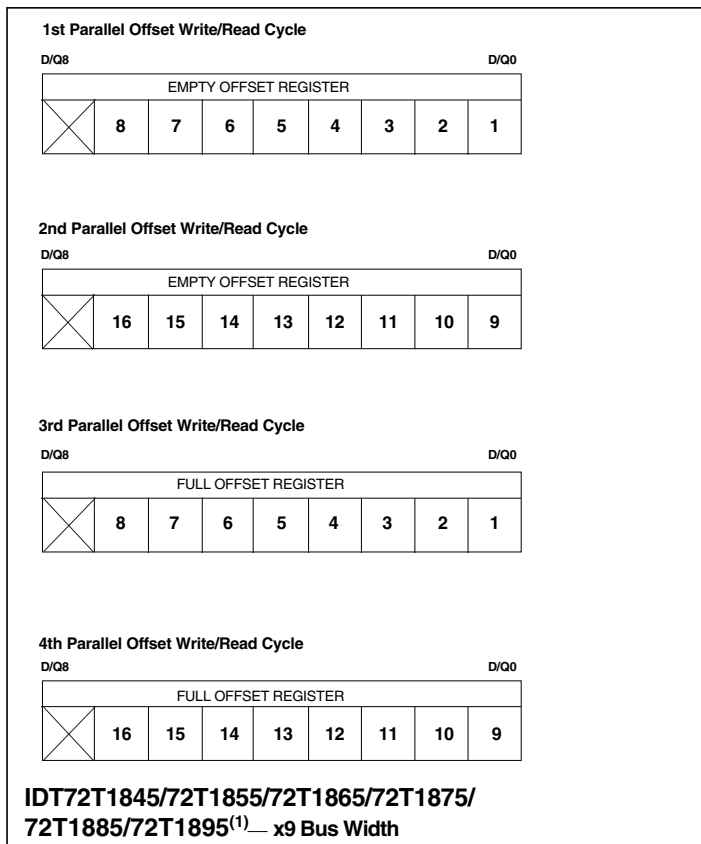 1st Parallel Offset Write/Read Cycle
D/Q8 D/Q0
EMPTY OFFSET REGISTER
8 7 6 5 4 3 2 1
2nd Parallel Offset Write/Read Cycle
D/Q8 D/Q0
EMPTY OFFSET REGISTER
16 15 14 13 12 11 10 9
3rd Parallel Offset Write/Read Cycle
D/Q8 D/Q0
FULL OFFSET REGISTER
8 7 6 5 4 3 2 1
4th Parallel Offset Write/Read Cycle
D/Q8 D/Q0
FULL OFFSET REGISTER
16 15 14 13 12 11 10 9
IDT72T1845/72T1855/72T1865/72T1875/
72T1885/72T1895(1)— x9 Bus Width